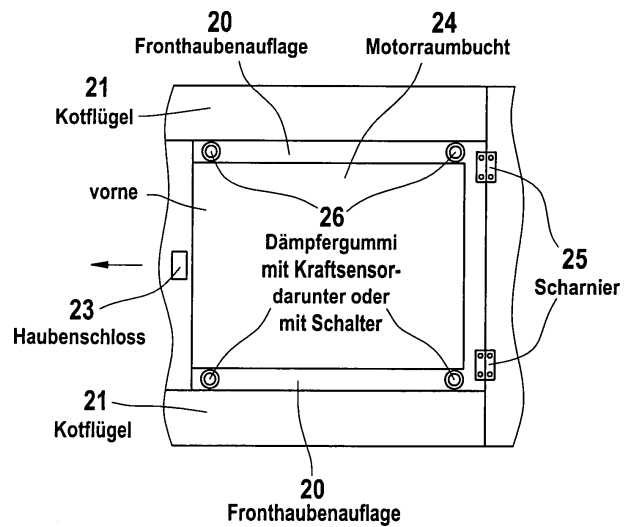 20
Fronthaubenauflage
24
Motorraumbucht
21
Kotflügel
vorne
26
Dämpfergummi
mit Kraftsensor-
darunter oder
mit Schalter
25
Scharnier
23
Haubenschloss
21
Kotflügel
20
Fronthaubenauflage